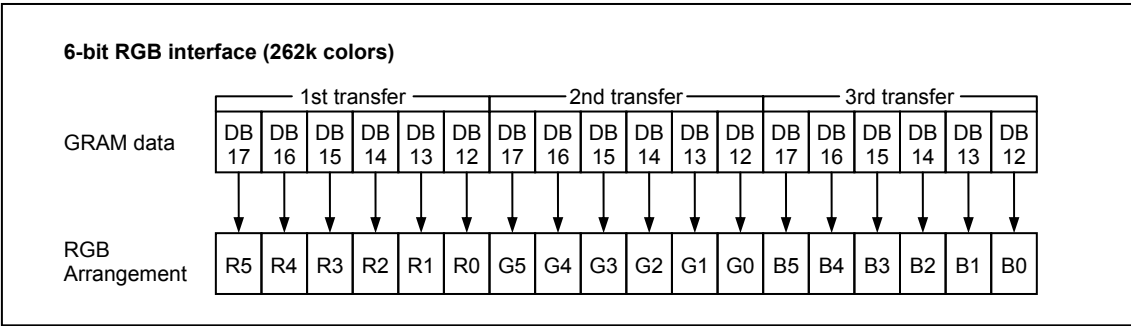 6-bit RGB interface (262k colors)
1st transfer 2nd transfer 3rd transfer
GRAM data
DB 17 DB 16 DB 15 DB 14 DB 13 DB 12 DB 17 DB 16 DB 15 DB 14 DB 13 DB 12 DB 17 DB 16 DB 15 DB 14 DB 13 DB 12
RGB
Arrangement
R5 R4 R3 R2 R1 R0 G5 G4 G3 G2 G1 G0 B5 B4 B3 B2 B1 B0